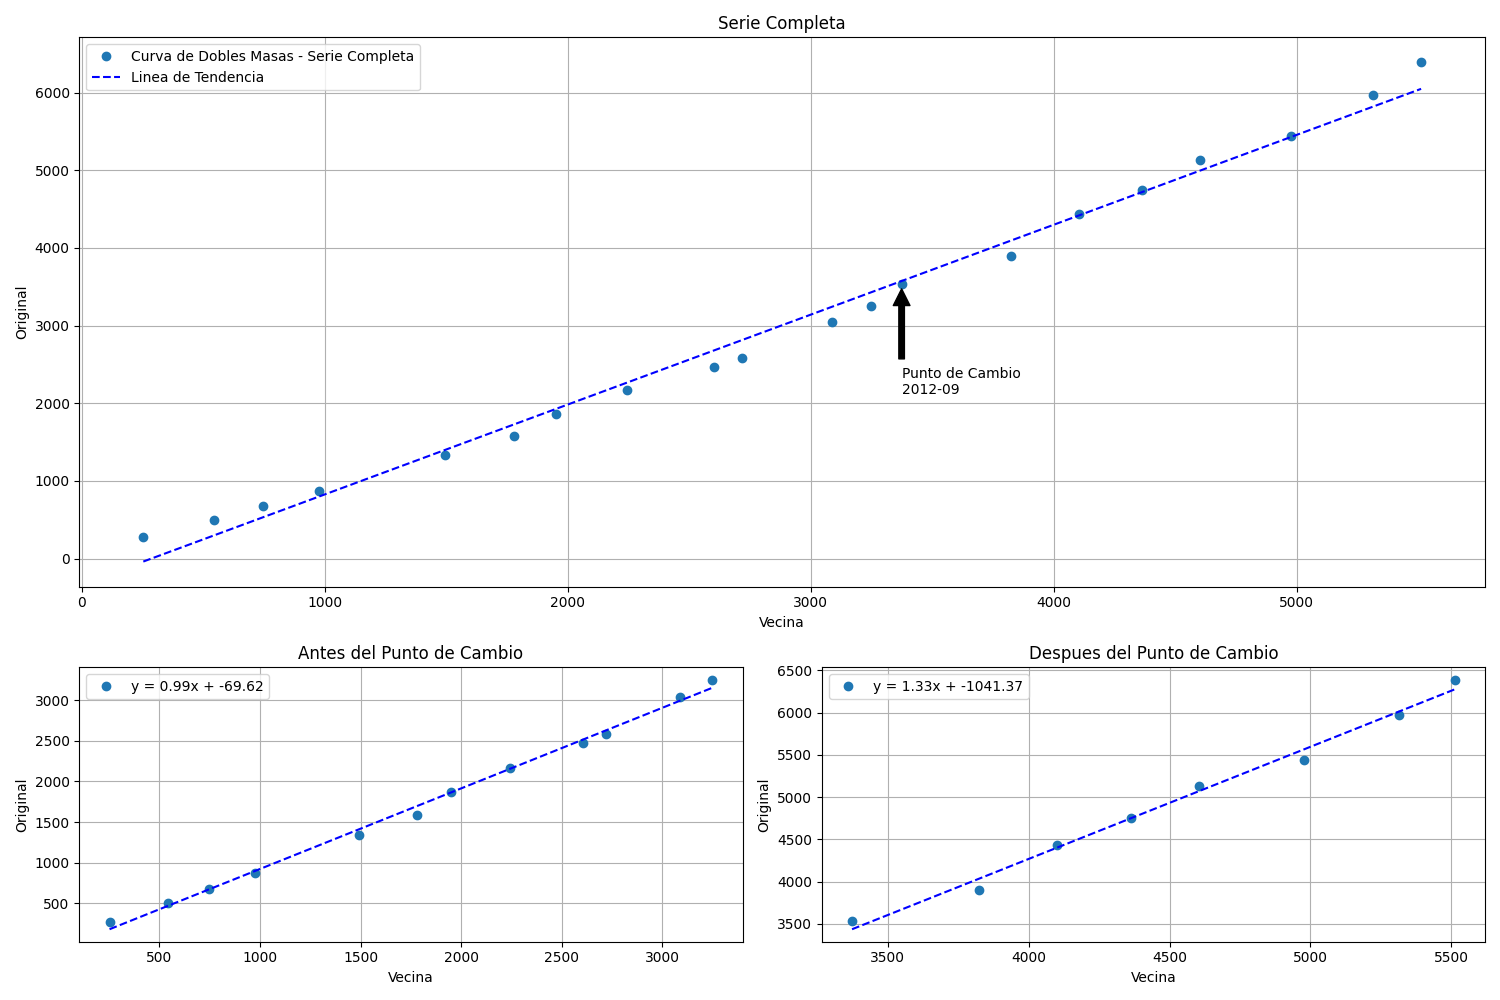 Serie Completa
Curva de Dobles Masas - Serie Completa
Linea de Tendencia
6000
5000
4000
3000
2000
1000
0
Original
Punto de Cambio
2012-09
0 1000 2000 3000 4000 5000
Vecina
Antes del Punto de Cambio
y = 0.99x + -69.62
3000
2500
2000
1500
1000
500
Original
500 1000 1500 2000 2500 3000
Vecina
Despues del Punto de Cambio
y = 1.33x + -1041.37
6500
6000
5500
5000
4500
4000
3500
Original
3500 4000 4500 5000 5500
Vecina